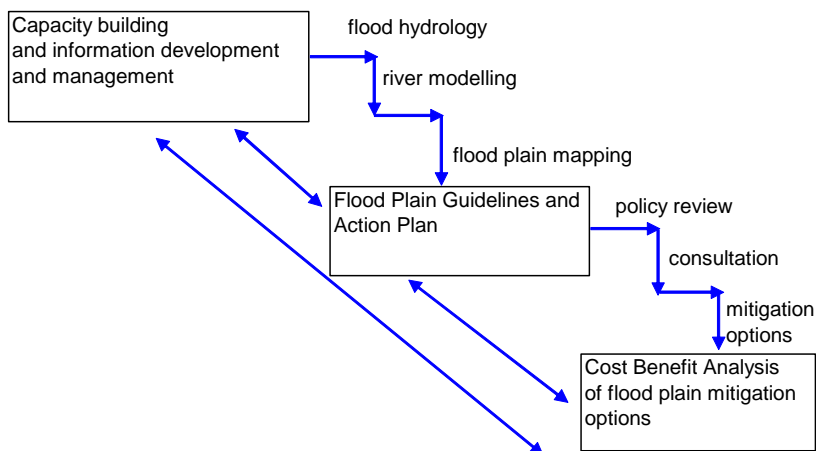 Capacity building
and information development
and management
flood hydrology
river modelling
flood plain mapping
Flood Plain Guidelines and
Action Plan
policy review
consultation
mitigation
options
Cost Benefit Analysis
of flood plain mitigation
options